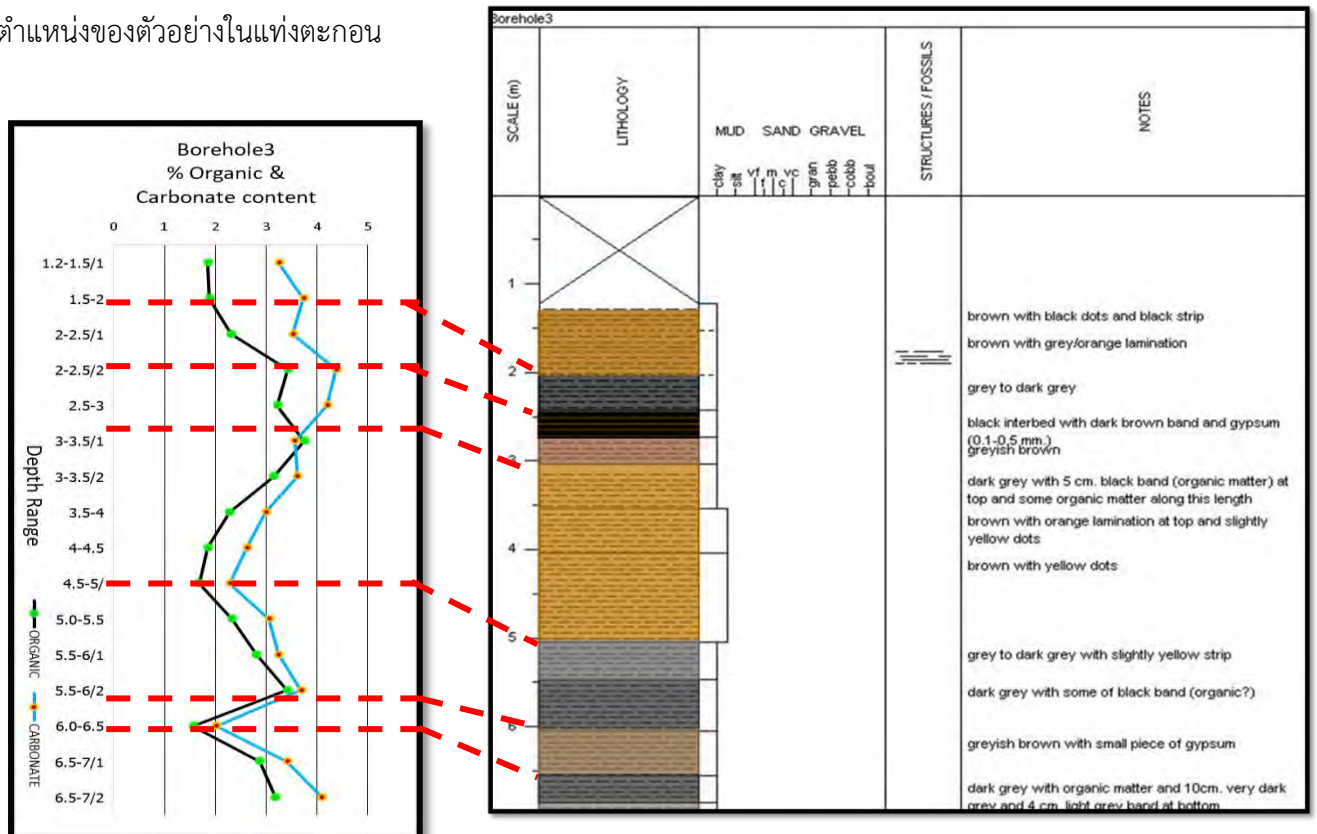 ตำแหน่งของตัวอย่างในแท่งตะกอน
Borehole3
% Organic &
Carbonate content
0 1 2 3 4 5
1.2-1.5/1
1.5-2
2-2.5/1
2-2.5/2
2.5-3
3-3.5/1
3-3.5/2
3.5-4
4-4.5
4.5-5/
5.0-5.5
5.5-6/1
5.5-6/2
6.0-6.5
6.5-7/1
6.5-7/2
Depth Range
ORGANIC
CARBONATE
Borehole3
SCALE (m)
LITHOLOGY
MUD SAND GRAVEL
clay
silt
vf
f
m
c
vc
gran
pebb
cobb
boul
STRUCTURES / FOSSILS
NOTES
1
2
3
4
5
6
brown with black dots and black strip
brown with grey/orange lamination
grey to dark grey
black interbed with dark brown band and gypsum
(0.1-0.5 mm.)
greyish brown
dark grey with 5 cm. black band (organic matter) at
top and some organic matter along this length
brown with orange lamination at top and slightly
yellow dots
brown with yellow dots
grey to dark grey with slightly yellow strip
dark grey with some of black band (organic?)
greyish brown with small piece of gypsum
dark grey with organic matter and 10cm. very dark
grey and 4 cm. light grey band at bottom